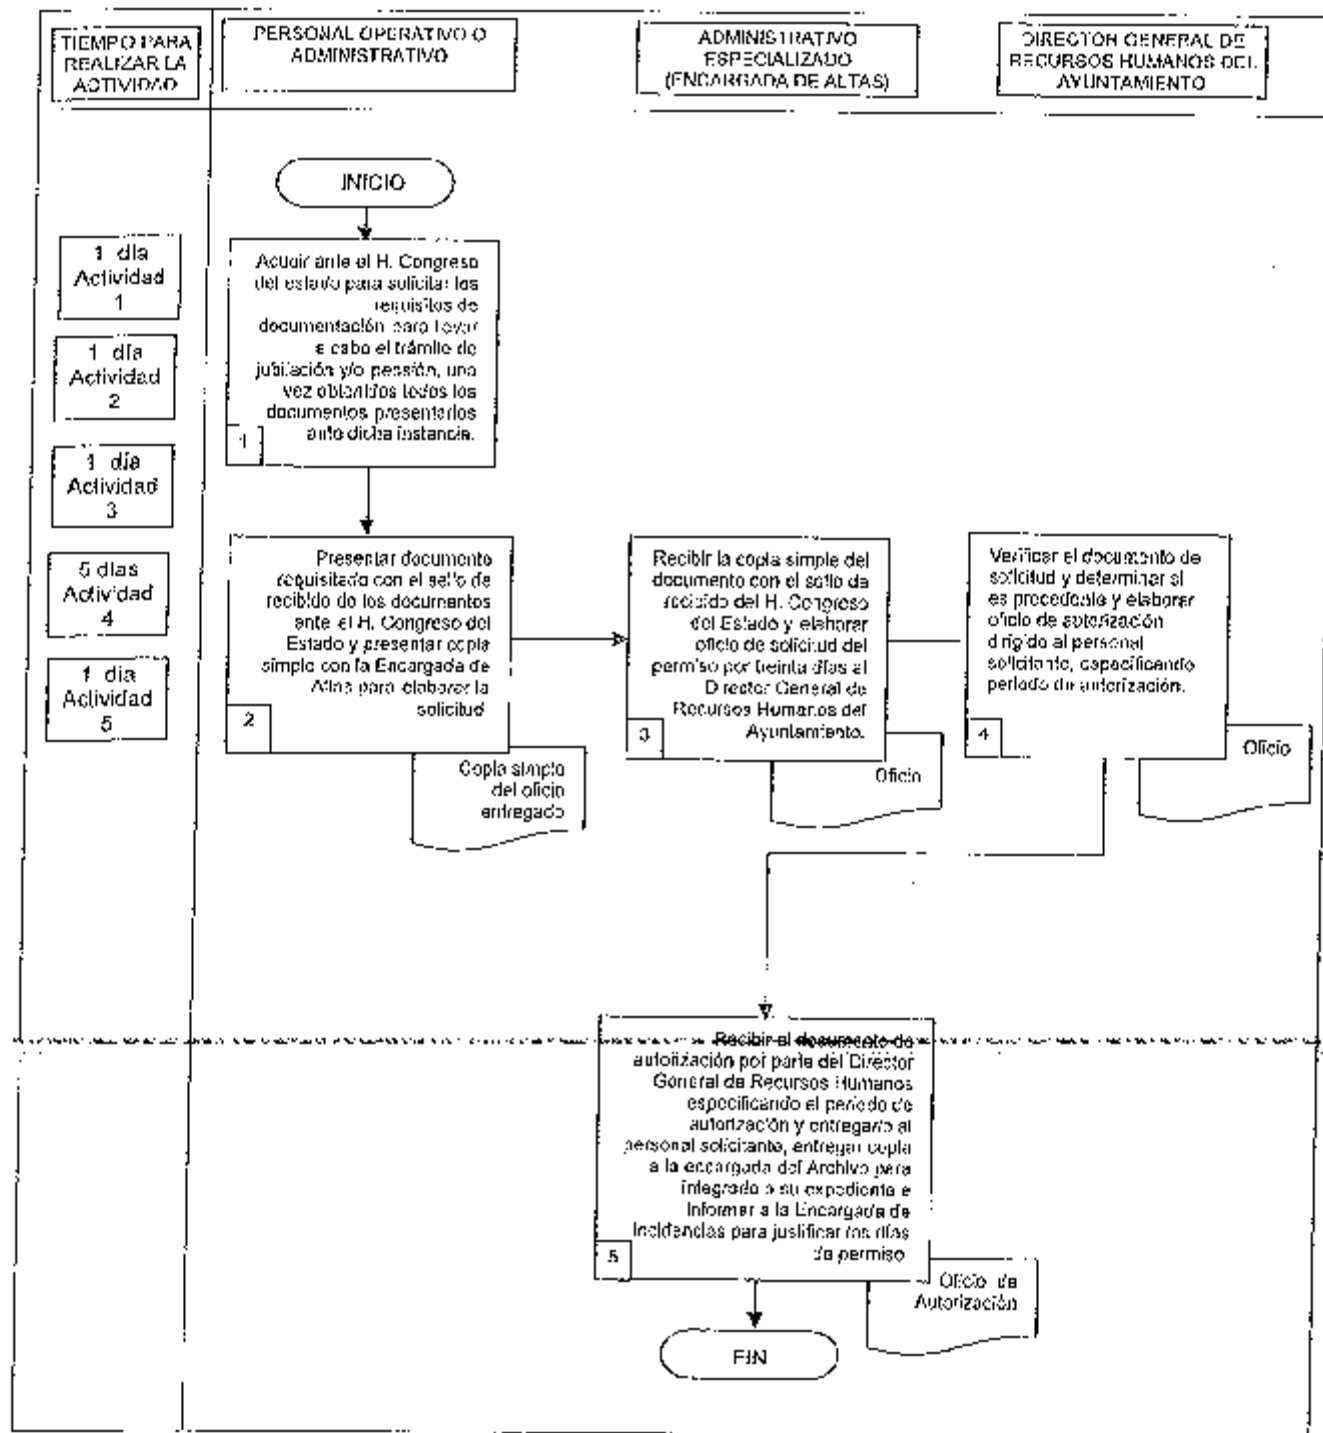 TIEMPO PARA
REALIZAR LA
ACTIVIDAD
PERSONAL OPERATIVO O
ADMINISTRATIVO
ADMINISTRATIVO
ESPECIALIZADO
(ENCARGADA DE ALTAS)
DIRECTOR GENERAL DE
RECURSOS HUMANOS DEL
AYUNTAMIENTO
INICIO
1 día
Actividad
1
1 día
Actividad
2
1 día
Actividad
3
5 días
Actividad
4
1 día
Actividad
5
Acudir ante el H. Congreso
del estado para solicitar los
requisitos de
documentación para llevar
a cabo el trámite de
jubilación y/o pensión, una
vez obtenidos todos los
documentos presentarlos
ante dicha instancia.
1
Presentar documento
requisitado con el sello de
recibido de los documentos
ante el H. Congreso del
Estado y presentar copia
simple con la Encargada de
Altas para elaborar la
solicitud
2
Copia simple
del oficio
entregado
Recibir la copia simple del
documento con el sello de
recibido del H. Congreso
del Estado y elaborar
oficio de solicitud del
permiso por treinta días al
Director General de
Recursos Humanos del
Ayuntamiento.
3
Oficio
Verificar el documento de
solicitud y determinar si
es procedente y elaborar
oficio de autorización
dirigido al personal
solicitante, especificando
periodo de autorización.
4
Oficio
Recibir el documento de
autorización por parte del Director
General de Recursos Humanos
especificando el periodo de
autorización y entregarlo al
personal solicitante, entregar copia
a la encargada del Archivo para
integrarlo a su expediente e
Informar a la Encargada de
Incidencias para justificar los días
de permiso.
5
Oficio de
Autorización
FIN